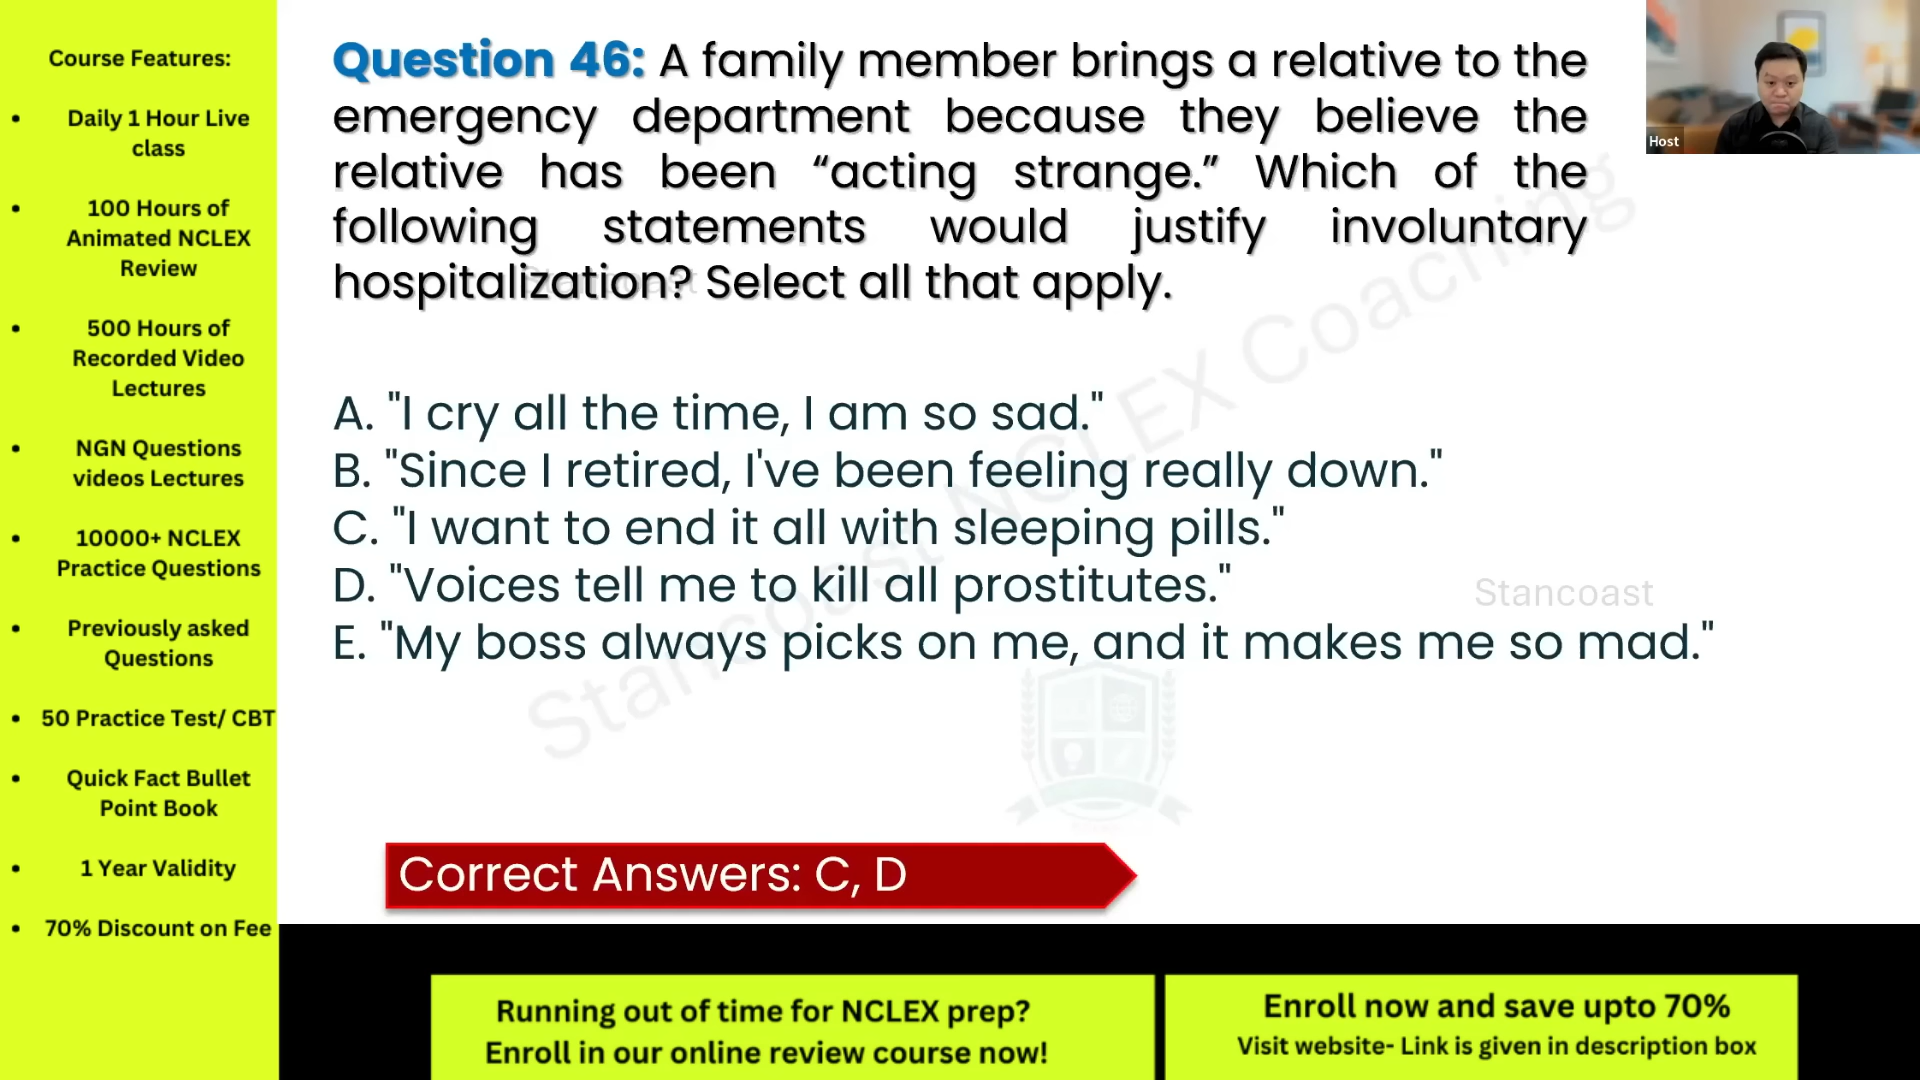 Course Features:
• Daily 1 Hour Live
class
• 100 Hours of
Animated NCLEX
Review
• 500 Hours of
Recorded Video
Lectures
• NGN Questions
videos Lectures
• 10000+ NCLEX
Practice Questions
• Previously asked
Questions
• 50 Practice Test/ CBT
• Quick Fact Bullet
Point Book
• 1 Year Validity
• 70% Discount on Fee
Question 46: A family member brings a relative to the
emergency department because they believe the
relative has been “acting strange.” Which of the
following statements would justify involuntary
hospitalization? Select all that apply.
A. "I cry all the time, I am so sad."
B. "Since I retired, I've been feeling really down."
C. "I want to end it all with sleeping pills."
D. "Voices tell me to kill all prostitutes."
E. "My boss always picks on me, and it makes me so mad."
Correct Answers: C, D
Host
Stancoast NCLEX Coaching
Stancoast
Stancoast
Running out of time for NCLEX prep?
Enroll in our online review course now!
Enroll now and save upto 70%
Visit website- Link is given in description box